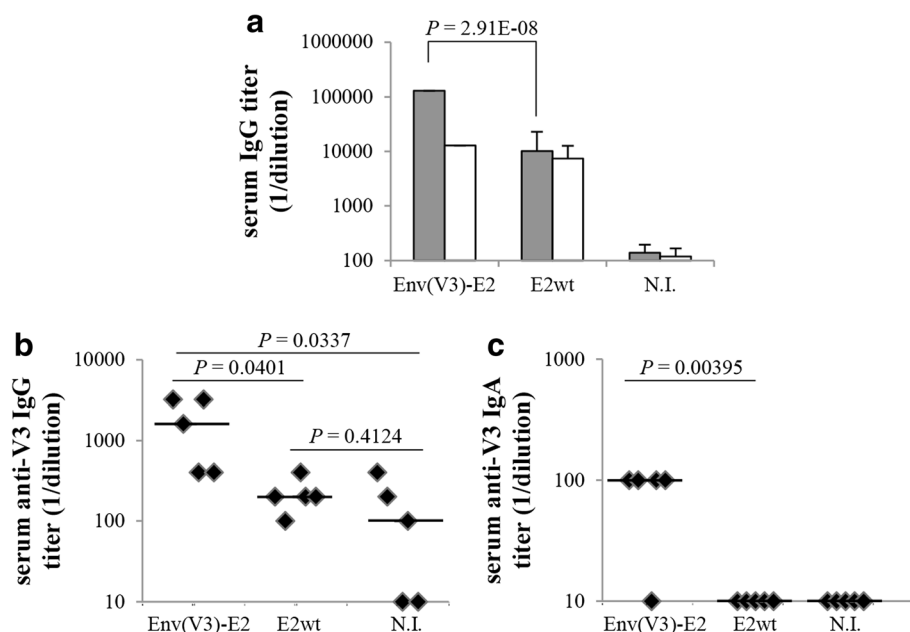 a
P = 2.91E-08
serum IgG titer
(1/dilution)
1000000
100000
10000
1000
100
Env(V3)-E2 E2wt N.I.
b
P = 0.0337
P = 0.0401
P = 0.4124
serum anti-V3 IgG
titer (1/dilution)
10000
1000
100
10
Env(V3)-E2 E2wt N.I.
c
P = 0.00395
serum anti-V3 IgA
titer (1/dilution)
1000
100
10
Env(V3)-E2 E2wt N.I.